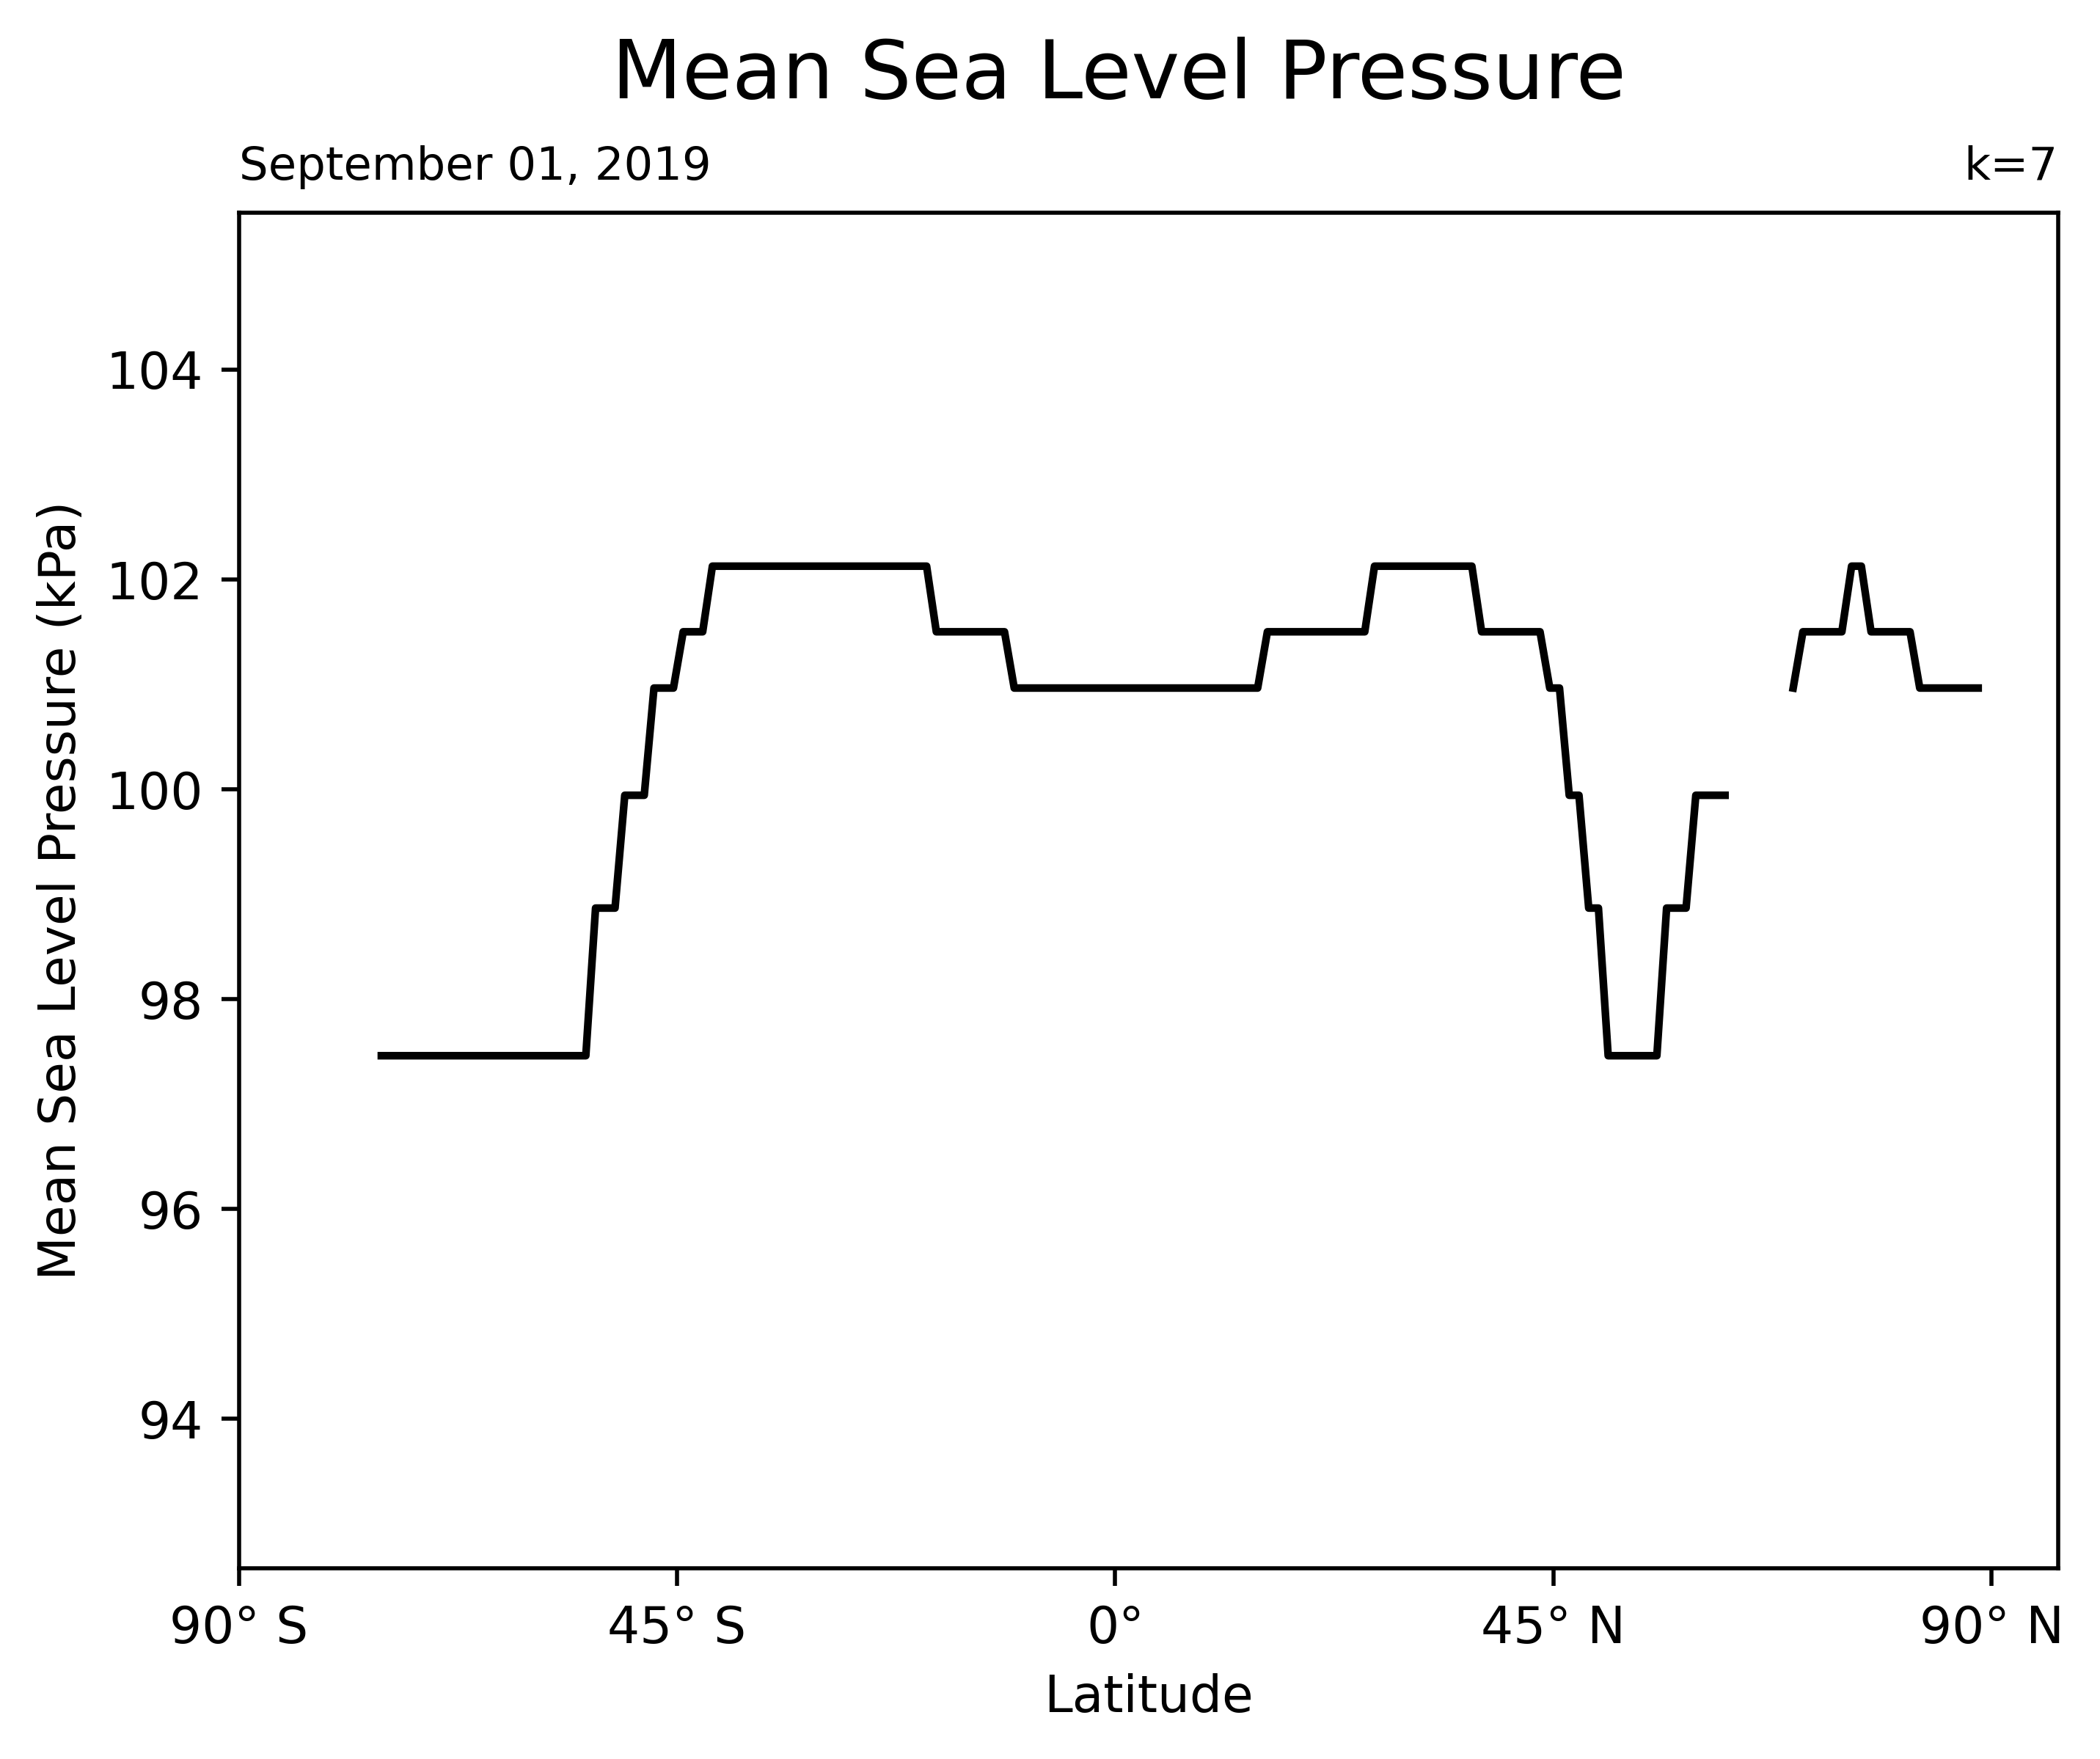 Mean Sea Level Pressure
September 01, 2019
k=7
Mean Sea Level Pressure (kPa)
104
102
100
98
96
94
90° S
45° S
0°
45° N
90° N
Latitude